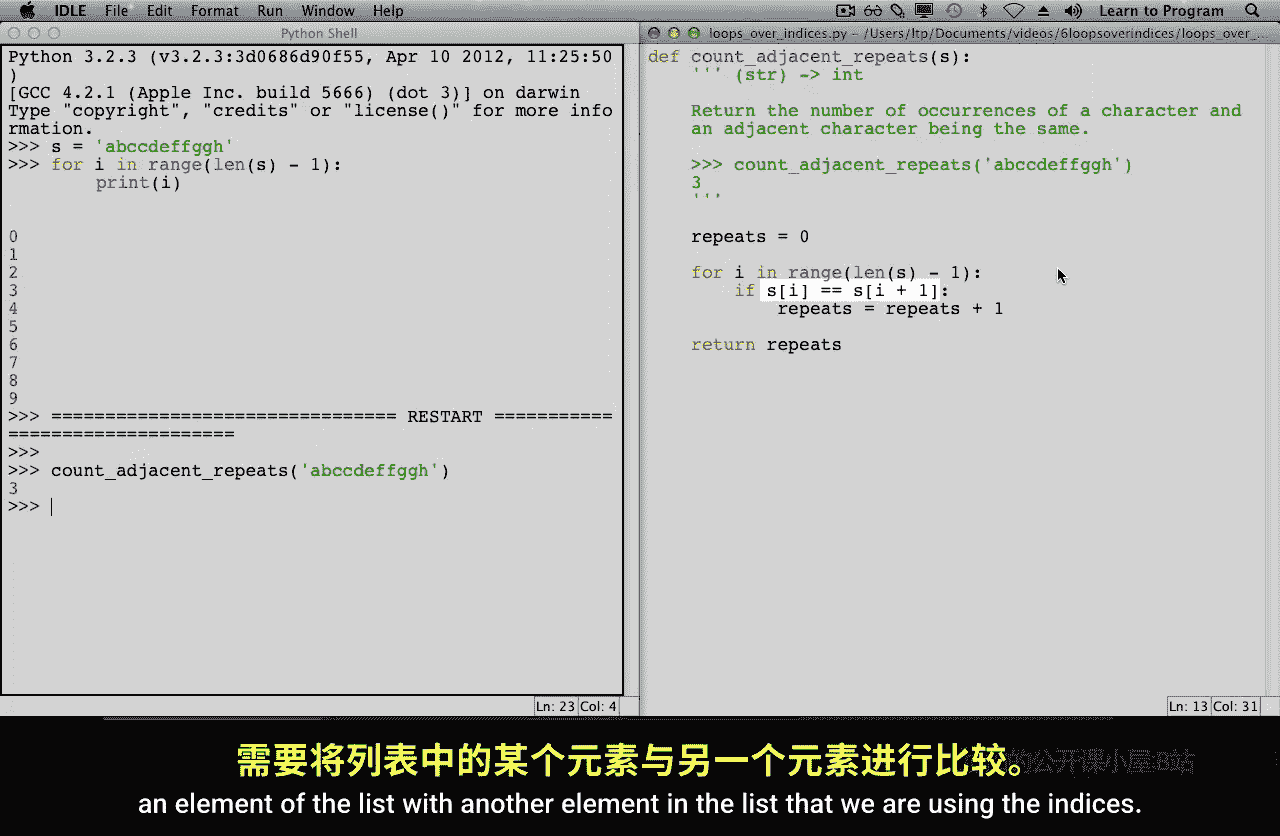 IDLE File Edit Format Run Window Help Learn to Program
Python Shell
Python 3.2.3 (v3.2.3:3d0686d90f55, Apr 10 2012, 11:25:50
)
[GCC 4.2.1 (Apple Inc. build 5666) (dot 3)] on darwin
Type "copyright", "credits" or "license()" for more info
rmation.
>>> s = 'abccdeffggh'
>>> for i in range(len(s) - 1):
        print(i)
0
1
2
3
4
5
6
7
8
9
>>> ================================ RESTART ===========
=====================
>>>
>>> count_adjacent_repeats('abccdeffggh')
3
>>>
Ln: 23 Col: 4
loops_over_indices.py - /Users/ltp/Documents/videos/6loopsoverindices/loops_over_...
def count_adjacent_repeats(s):
    ''' (str) -> int
    Return the number of occurrences of a character and
    an adjacent character being the same.
    >>> count_adjacent_repeats('abccdeffggh')
    3
    '''
    repeats = 0
    for i in range(len(s) - 1):
        if s[i] == s[i + 1]:
            repeats = repeats + 1
    return repeats
Ln: 13 Col: 31
需要将列表中的某个元素与另一个元素进行比较。
的公开课小屋:B站
an element of the list with another element in the list that we are using the indices.